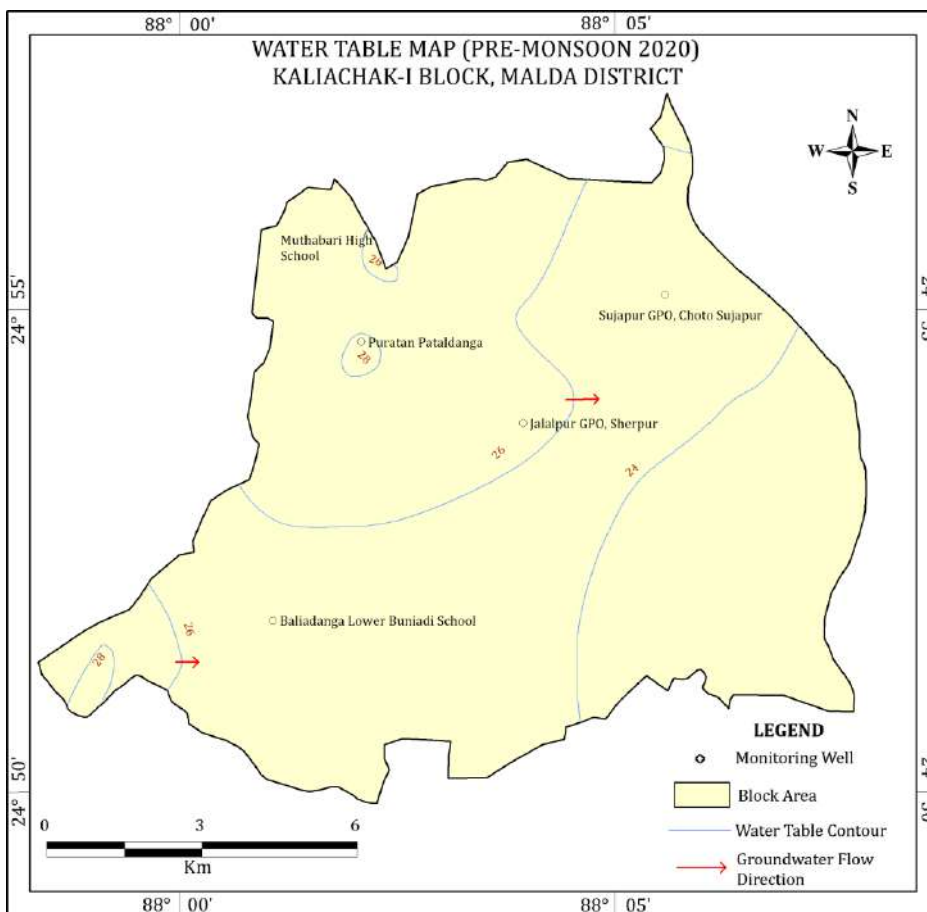 88° 00'
88° 05'
WATER TABLE MAP (PRE-MONSOON 2020)
KALIACHAK-I BLOCK, MALDA DISTRICT
N
W
E
S
Muthabari High
School
29
24° 55'
Sujapur GPO, Choto Sujapur
Puratan Pataldanga
28
Jalalpur GPO, Sherpur
26
24
Baliadanga Lower Buniadi School
26
28
LEGEND
Monitoring Well
Block Area
Water Table Contour
Groundwater Flow
Direction
24° 50'
0
3
6
Km
88° 00'
88° 05'